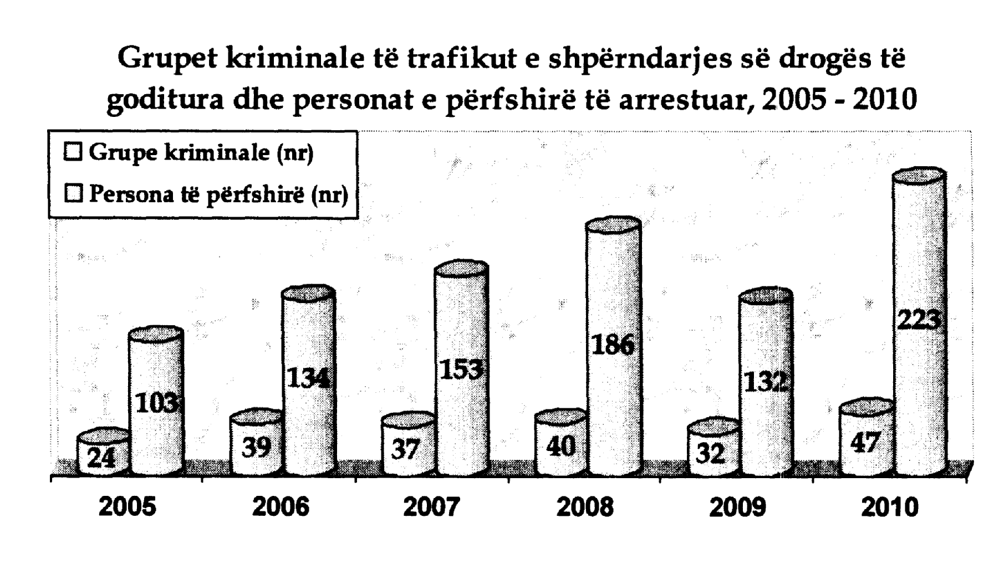 Grupet kriminale të trafikut e shpërndarjes së drogës të
goditura dhe personat e përfshirë të arrestuar, 2005 - 2010
Grupe kriminale (nr)
Persona të përfshirë (nr)
24 103 39 134 37 153 40 186 32 132 47 223
2005 2006 2007 2008 2009 2010